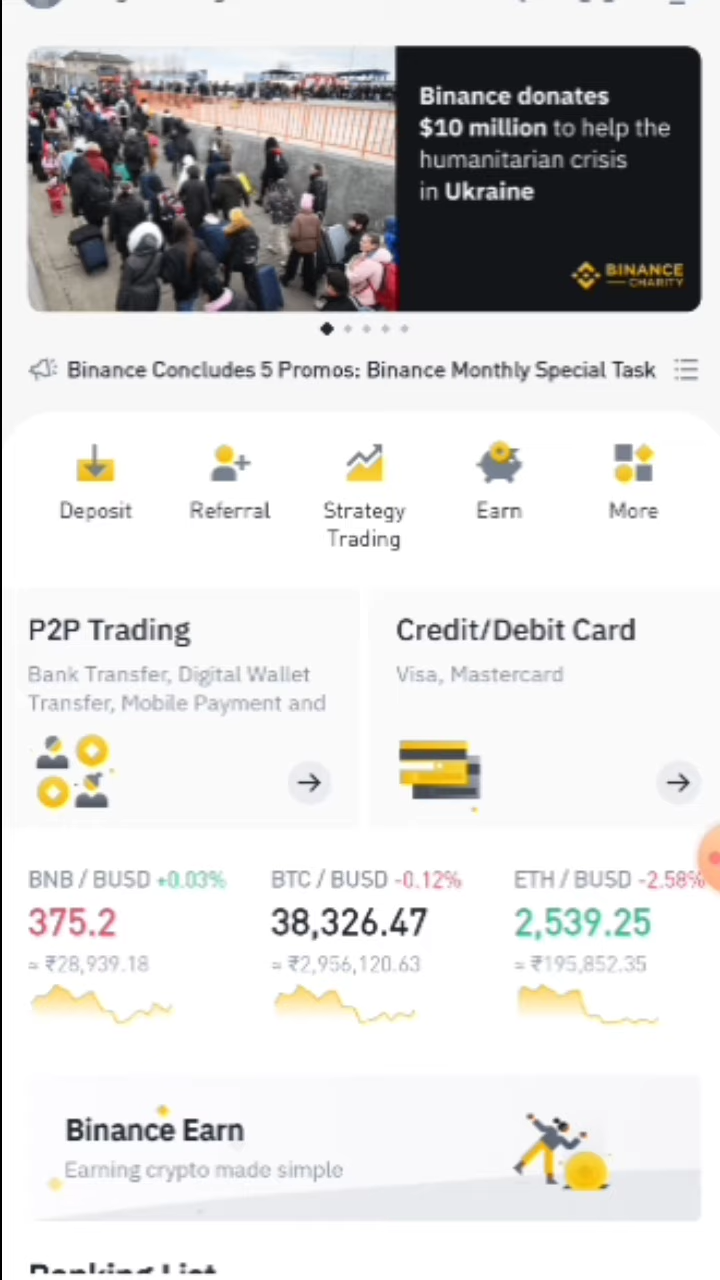 Binance donates
$10 million to help the
humanitarian crisis
in Ukraine
BINANCE
CHARITY
Binance Concludes 5 Promos: Binance Monthly Special Task
Deposit
Referral
Strategy
Trading
Earn
More
P2P Trading
Bank Transfer, Digital Wallet
Transfer, Mobile Payment and
Credit/Debit Card
Visa, Mastercard
BNB / BUSD +0.03%
375.2
≈ ₹28,939.18
BTC / BUSD -0.12%
38,326.47
≈ ₹2,956,120.63
ETH / BUSD -2.58%
2,539.25
≈ ₹195,852.35
Binance Earn
Earning crypto made simple
Ranking List